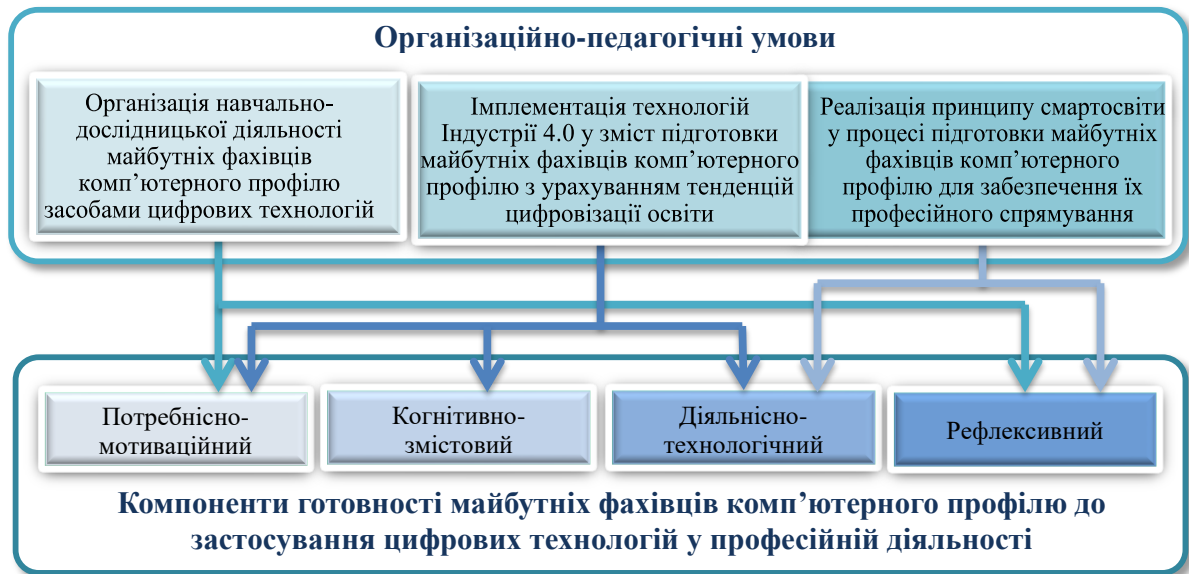 Організаційно-педагогічні умови
Організація навчально-
дослідницької діяльності
майбутніх фахівців
комп’ютерного профілю
засобами цифрових технологій
Імплементація технологій
Індустрії 4.0 у зміст підготовки
майбутніх фахівців комп’ютерного
профілю з урахуванням тенденцій
цифровізації освіти
Реалізація принципу смартосвіти
у процесі підготовки майбутніх
фахівців комп’ютерного
профілю для забезпечення їх
професійного спрямування
Потребнісно-
мотиваційний
Когнітивно-
змістовий
Діяльнісно-
технологічний
Рефлексивний
Компоненти готовності майбутніх фахівців комп’ютерного профілю до
застосування цифрових технологій у професійній діяльності